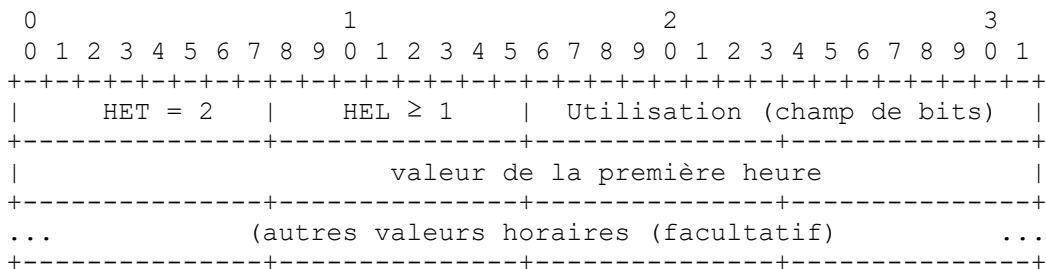 0                   1                   2                   3
 0 1 2 3 4 5 6 7 8 9 0 1 2 3 4 5 6 7 8 9 0 1 2 3 4 5 6 7 8 9 0 1
+-+-+-+-+-+-+-+-+-+-+-+-+-+-+-+-+-+-+-+-+-+-+-+-+-+-+-+-+-+-+-+-+
|    HET = 2    |    HEL ≥ 1    |  Utilisation (champ de bits)  |
+---------------+---------------+---------------+---------------+
|                       valeur de la première heure             |
+---------------+---------------+---------------+---------------+
...            (autres valeurs horaires (facultatif)          ...
+---------------+---------------+---------------+---------------+